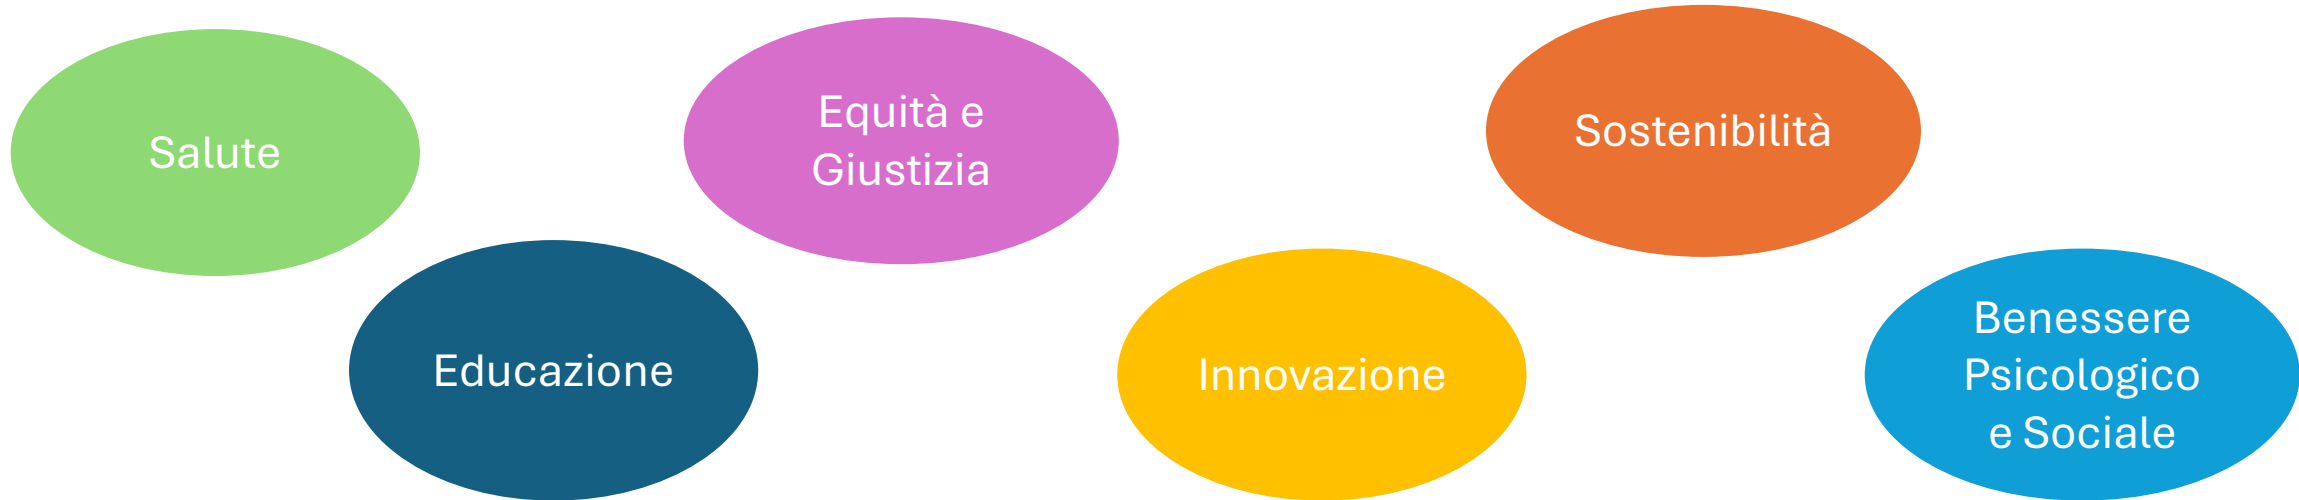 Salute
Educazione
Equità e
Giustizia
Innovazione
Sostenibilità
Benessere
Psicologico
e Sociale